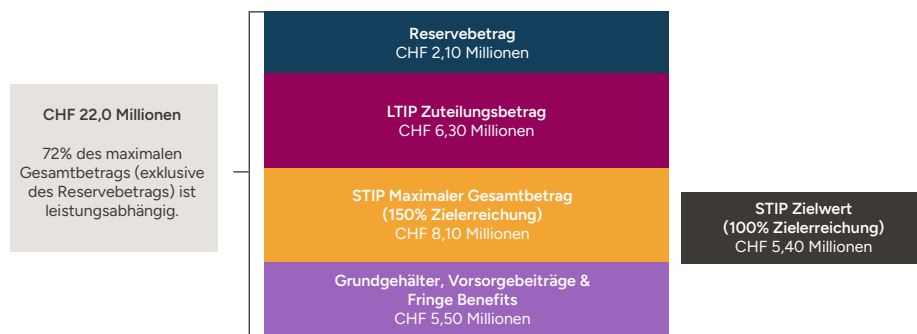 CHF 22,0 Millionen
72% des maximalen
Gesamtbetrags (exklusive
des Reservebetrags) ist
leistungsabhängig.
Reservebetrag
CHF 2,10 Millionen
LTIP Zuteilungsbetrag
CHF 6,30 Millionen
STIP Maximaler Gesamtbetrag
(150% Zielerreichung)
CHF 8,10 Millionen
Grundgehälter, Vorsorgebeiträge &
Fringe Benefits
CHF 5,50 Millionen
STIP Zielwert
(100% Zielerreichung)
CHF 5,40 Millionen